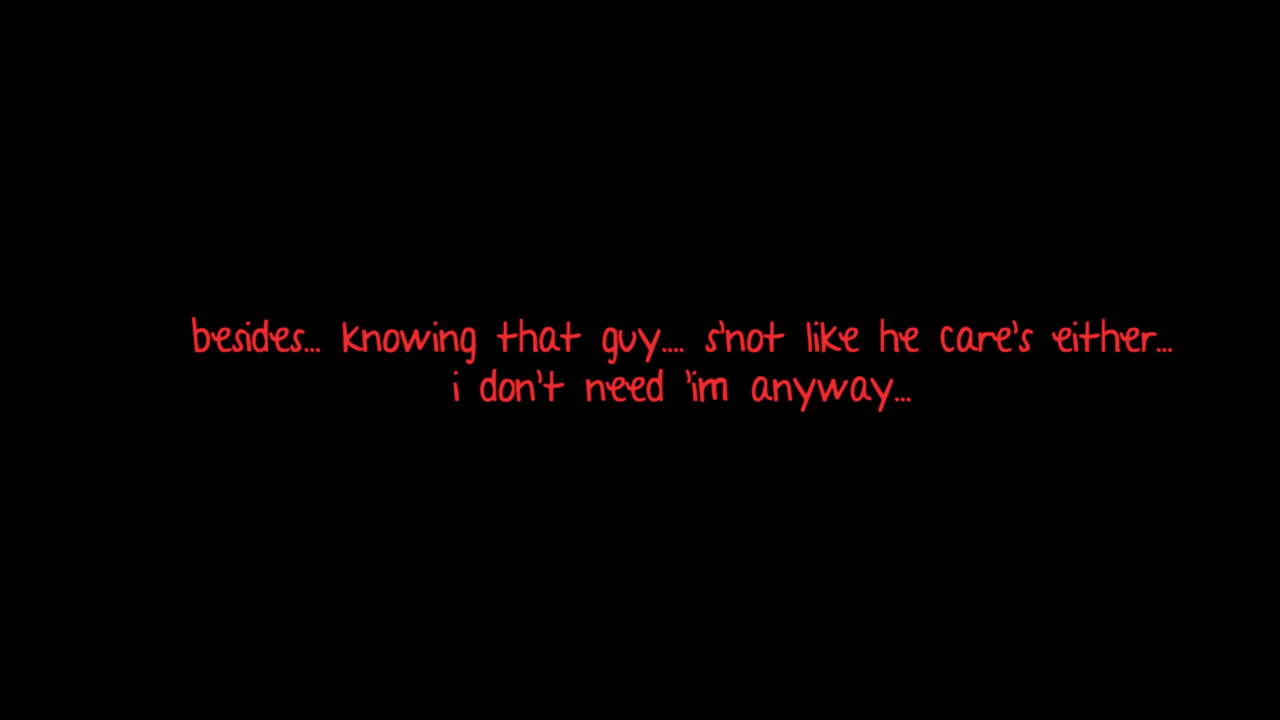 besides... knowing that guy.... s'not like he care's either...
i don't need 'im anyway...